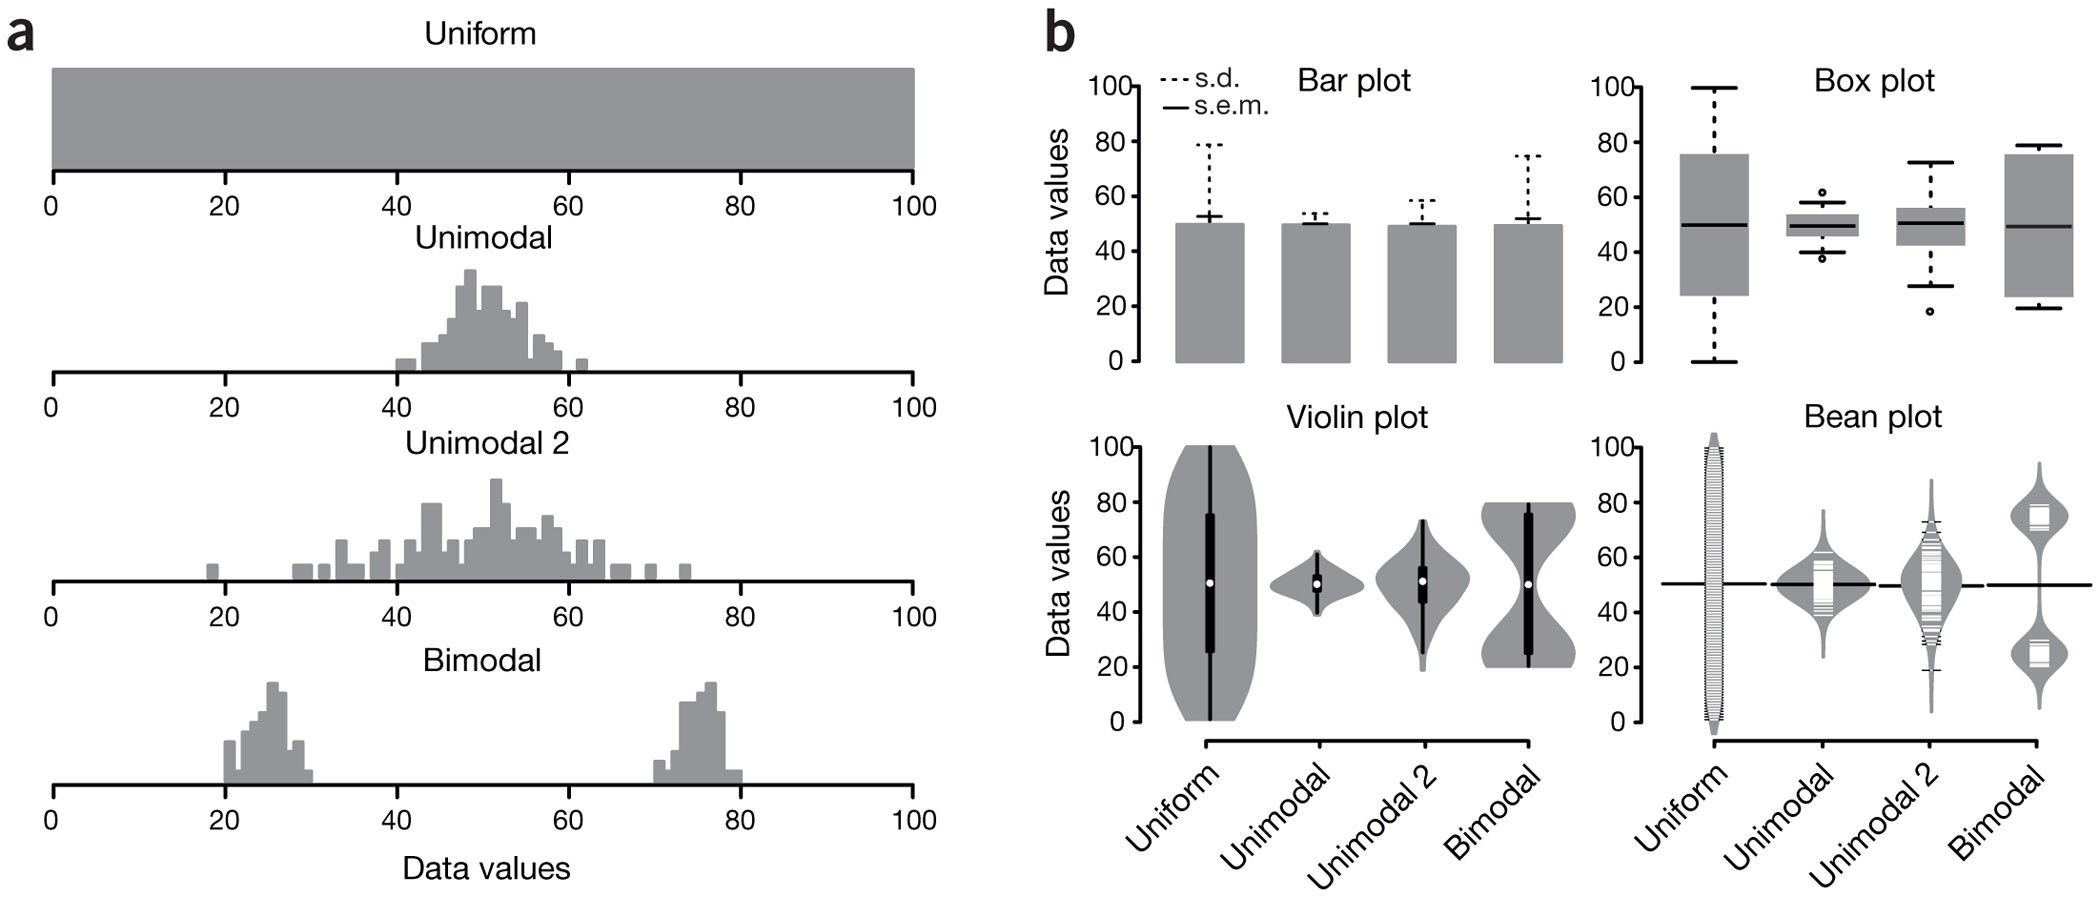 a
Uniform
0 20 40 60 80 100
Unimodal
0 20 40 60 80 100
Unimodal 2
0 20 40 60 80 100
Bimodal
0 20 40 60 80 100
Data values
b
Bar plot
s.d.
s.e.m.
Data values
100
80
60
40
20
0
Box plot
100
80
60
40
20
0
Violin plot
Data values
100
80
60
40
20
0
Uniform
Unimodal
Unimodal 2
Bimodal
Bean plot
100
80
60
40
20
0
Uniform
Unimodal
Unimodal 2
Bimodal